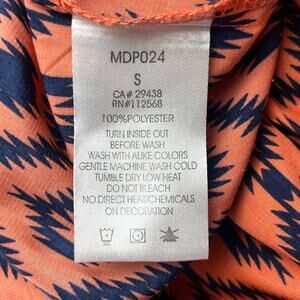 MDP024
S
CA# 29438
RN#112568
100%POLYESTER
TURN INSIDE OUT
BEFORE WASH
WASH WITH ALIKE COLORS
GENTLE MACHINE WASH COLD
TUMBLE DRY LOW HEAT
DO NOT BLEACH
NO DIRECT HEAT/CHEMICALS
ON DECORATION